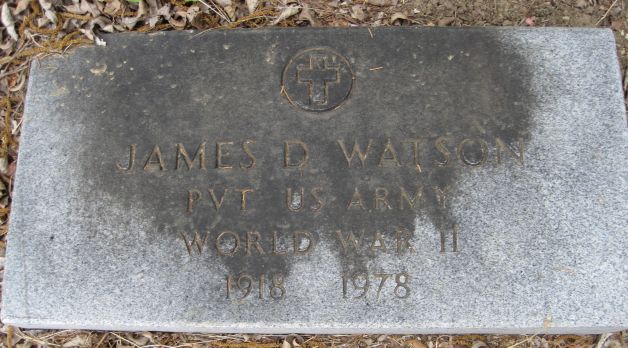 JAMES D WATSON
PVT US ARMY
WORLD WAR II
1918 1978